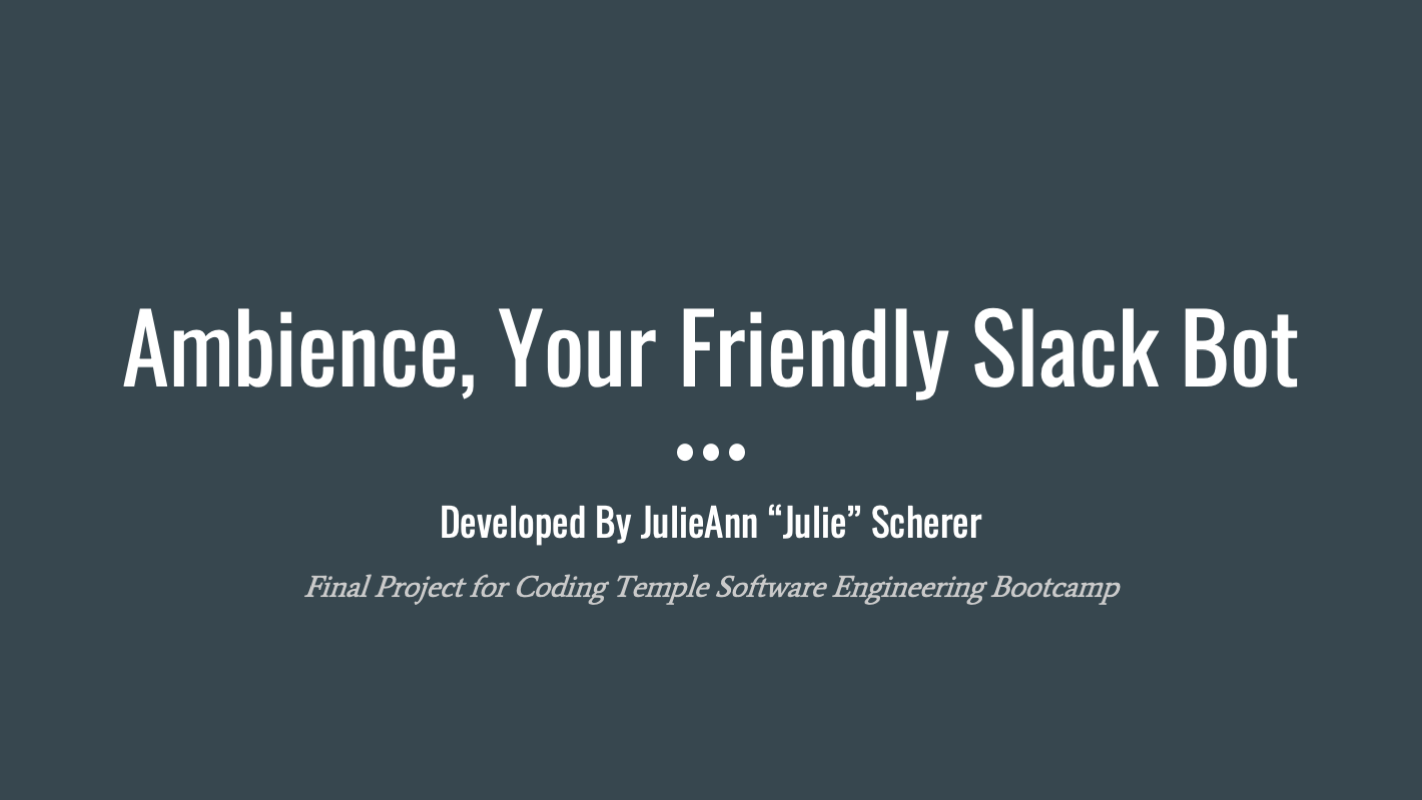 Ambience, Your Friendly Slack Bot
Developed By JulieAnn “Julie” Scherer
Final Project for Coding Temple Software Engineering Bootcamp